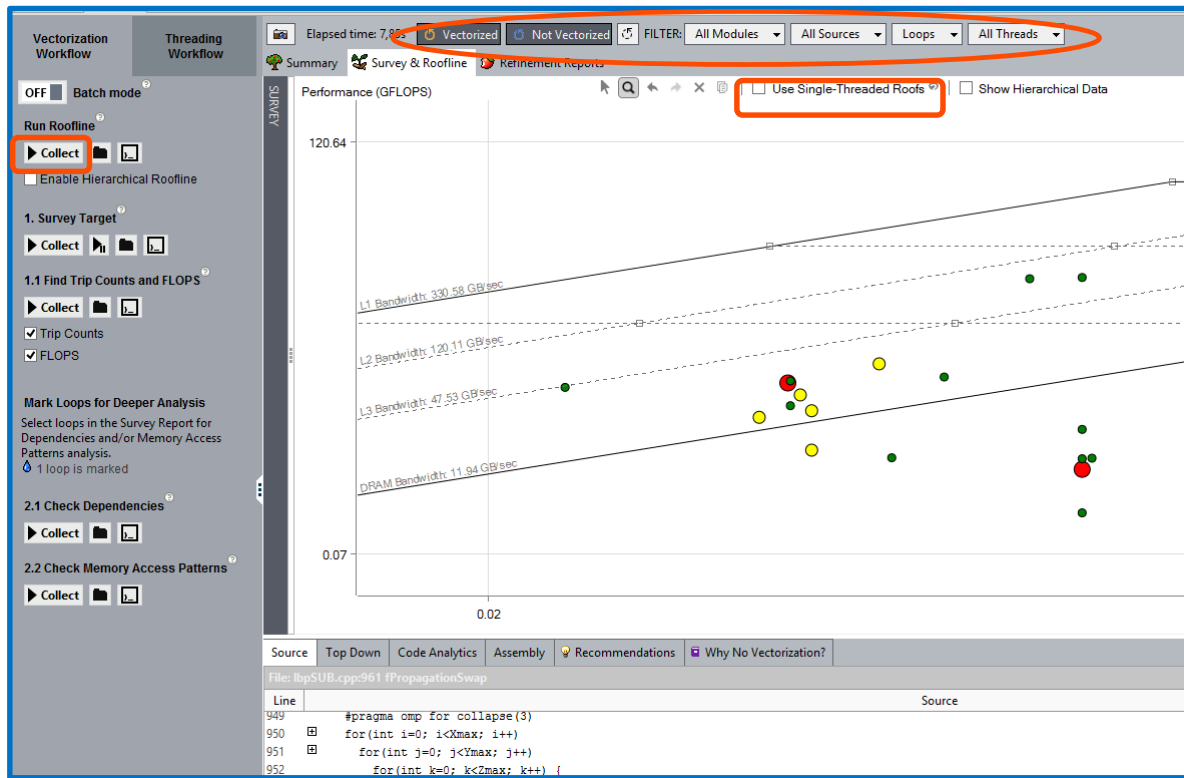 Vectorization Workflow
Threading Workflow
OFF Batch mode
Run Roofline
Collect
Enable Hierarchical Roofline
1. Survey Target
Collect
1.1 Find Trip Counts and FLOPS
Collect
Trip Counts
FLOPS
Mark Loops for Deeper Analysis
Select loops in the Survey Report for
Dependencies and/or Memory Access
Patterns analysis.
1 loop is marked
2.1 Check Dependencies
Collect
2.2 Check Memory Access Patterns
Collect
Elapsed time: 7,8 Vectorized Not Vectorized FILTER: All Modules All Sources Loops All Threads
Summary Survey & Roofline Refinement Reports
SURVEY
Performance (GFLOPS) Use Single-Threaded Roofs Show Hierarchical Data
120.64
L1 Bandwidth: 330.58 GB/sec
L2 Bandwidth: 120.11 GB/sec
L3 Bandwidth: 47.53 GB/sec
DRAM Bandwidth: 11.94 GB/sec
0.07
0.02
Source Top Down Code Analytics Assembly Recommendations Why No Vectorization?
File: lbpSUB.cpp:961 fPropagationSwap
Line Source
949 #pragma omp for collapse(3)
950 for(int i=0; i<Xmax; i++)
951 for(int j=0; j<Ymax; j++)
952 for(int k=0; k<Zmax; k++) {